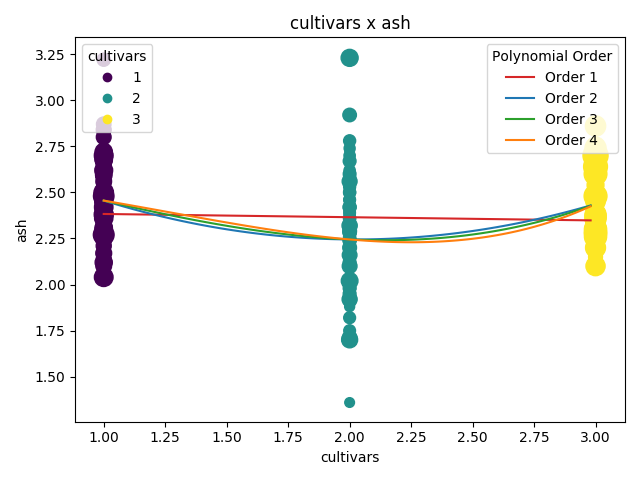 cultivars x ash
cultivars
1
2
3
Polynomial Order
Order 1
Order 2
Order 3
Order 4
3.25
3.00
2.75
2.50
2.25
2.00
1.75
1.50
ash
1.00 1.25 1.50 1.75 2.00 2.25 2.50 2.75 3.00
cultivars